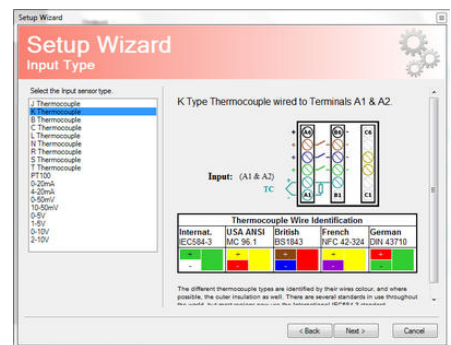 Setup Wizard
Setup Wizard
Input Type
Select the Input sensor type.
J Thermocouple
K Thermocouple
B Thermocouple
C Thermocouple
L Thermocouple
N Thermocouple
R Thermocouple
S Thermocouple
T Thermocouple
PT100
0-20mA
4-20mA
0-50mV
10-50mV
0-5V
1-5V
0-10V
2-10V
K Type Thermocouple wired to Terminals A1 & A2.
+ A4 B4 - C6
Input: (A1 & A2)
TC
A1 B1 C1
Thermocouple Wire Identification
Internat. USA ANSI British French German
IEC584-3 MC 96.1 BS1843 NFC 42-324 DIN 43710
+ + + + +
- - - - -
The different thermocouple types are identified by their wires colour, and where
possible, the outer insulation as well. There are several standards in use throughout
< Back Next > Cancel